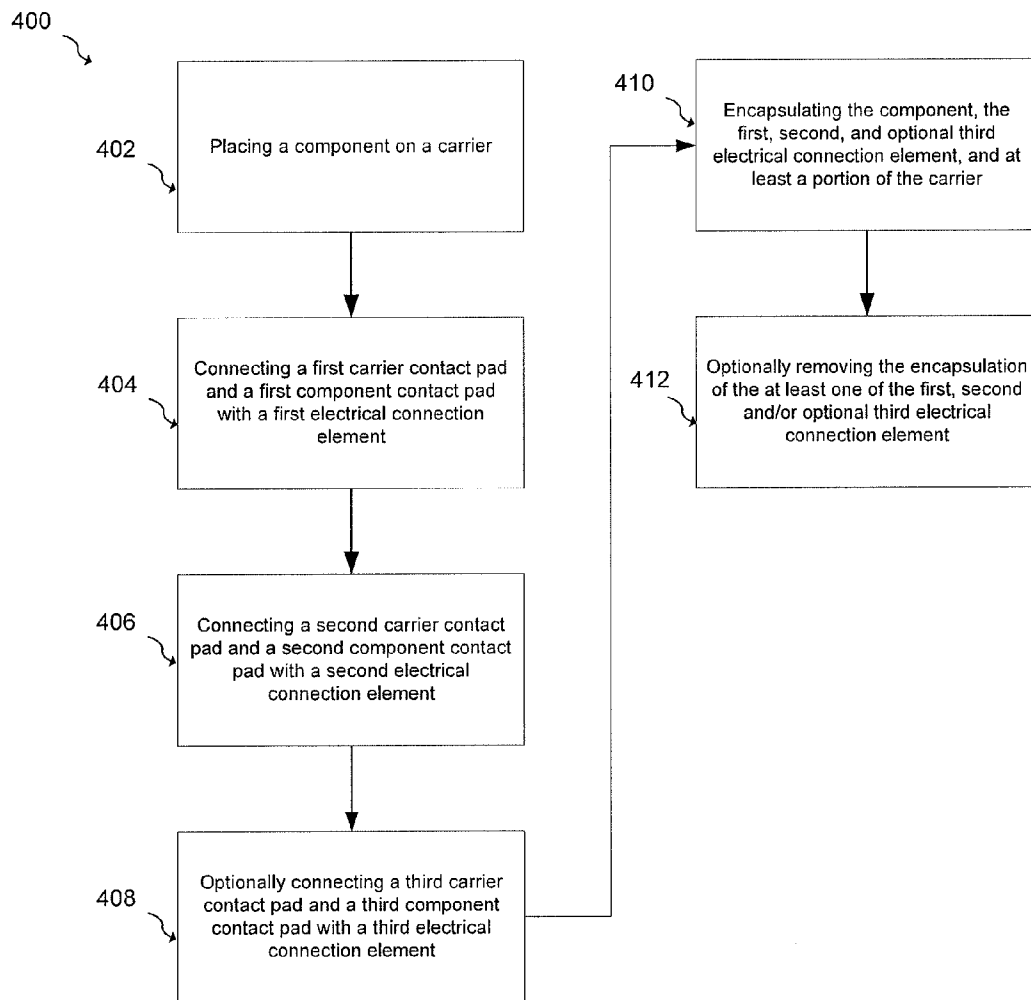 400
402
Placing a component on a carrier
404
Connecting a first carrier contact pad
and a first component contact pad
with a first electrical connection
element
406
Connecting a second carrier contact
pad and a second component contact
pad with a second electrical
connection element
408
Optionally connecting a third carrier
contact pad and a third component
contact pad with a third electrical
connection element
410
Encapsulating the component, the
first, second, and optional third
electrical connection element, and at
least a portion of the carrier
412
Optionally removing the encapsulation
of the at least one of the first, second
and/or optional third electrical
connection element